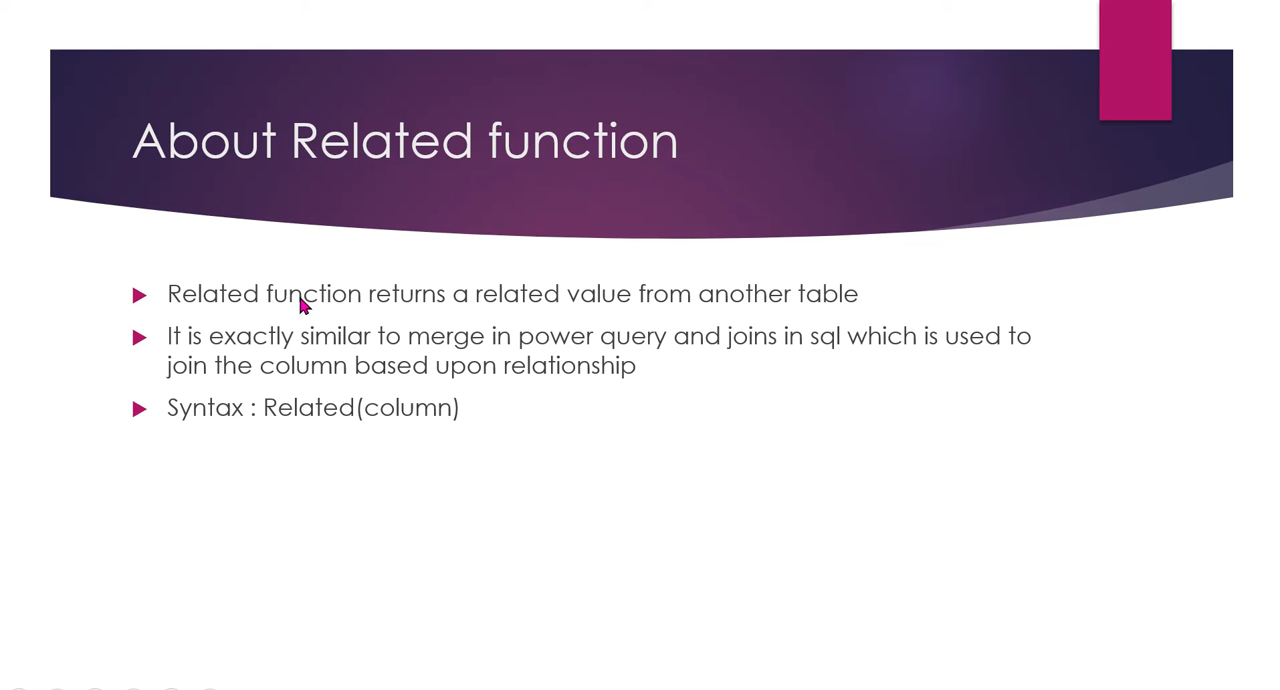 About Related function
Related function returns a related value from another table
It is exactly similar to merge in power query and joins in sql which is used to
join the column based upon relationship
Syntax : Related(column)